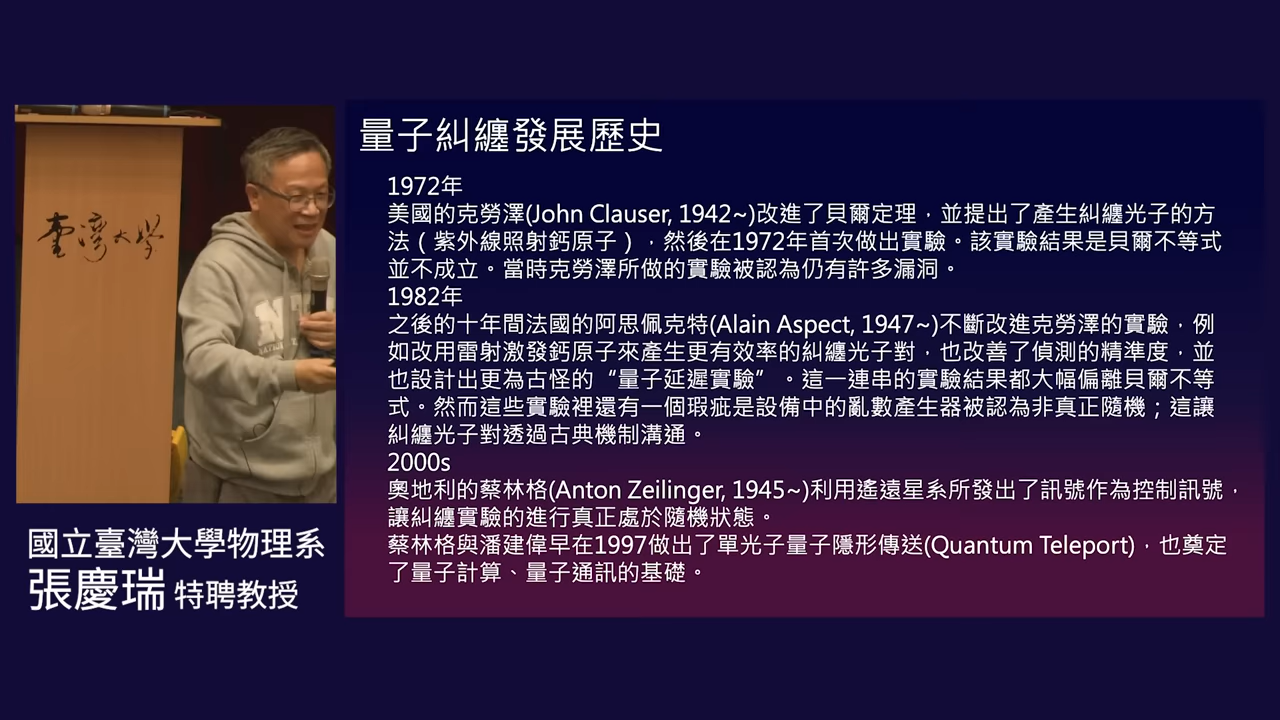 臺灣大學
國立臺灣大學物理系
張慶瑞 特聘教授
量子糾纏發展歷史
1972年
美國的克勞澤(John Clauser, 1942~)改進了貝爾定理，並提出了產生糾纏光子的方
法（紫外線照射鈣原子），然後在1972年首次做出實驗。該實驗結果是貝爾不等式
並不成立。當時克勞澤所做的實驗被認為仍有許多漏洞。
1982年
之後的十年間法國的阿思佩克特(Alain Aspect, 1947~)不斷改進克勞澤的實驗，例
如改用雷射激發鈣原子來產生更有效率的糾纏光子對，也改善了偵測的精準度，並
也設計出更為古怪的“量子延遲實驗”。這一連串的實驗結果都大幅偏離貝爾不等
式。然而這些實驗裡還有一個瑕疵是設備中的亂數產生器被認為非真正隨機；這讓
糾纏光子對透過古典機制溝通。
2000s
奧地利的蔡林格(Anton Zeilinger, 1945~)利用遙遠星系所發出了訊號作為控制訊號，
讓糾纏實驗的進行真正處於隨機狀態。
蔡林格與潘建偉早在1997做出了單光子量子隱形傳送(Quantum Teleport)，也奠定
了量子計算、量子通訊的基礎。